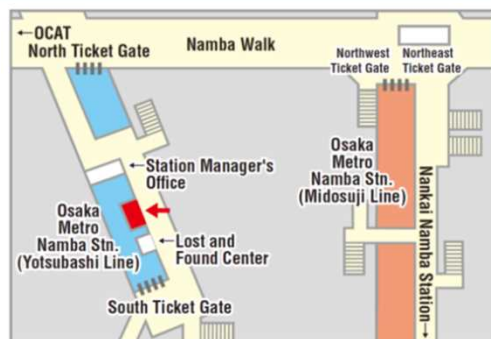 ←OCAT
North Ticket Gate
Namba Walk
Northwest
Ticket Gate
Northeast
Ticket Gate
←Station Manager's
Office
Osaka
Metro
Namba Stn.
(Yotsubashi Line)
←Lost and
Found Center
South Ticket Gate
Osaka
Metro
Namba Stn.
(Midosuji Line)
Nankai Namba Station→